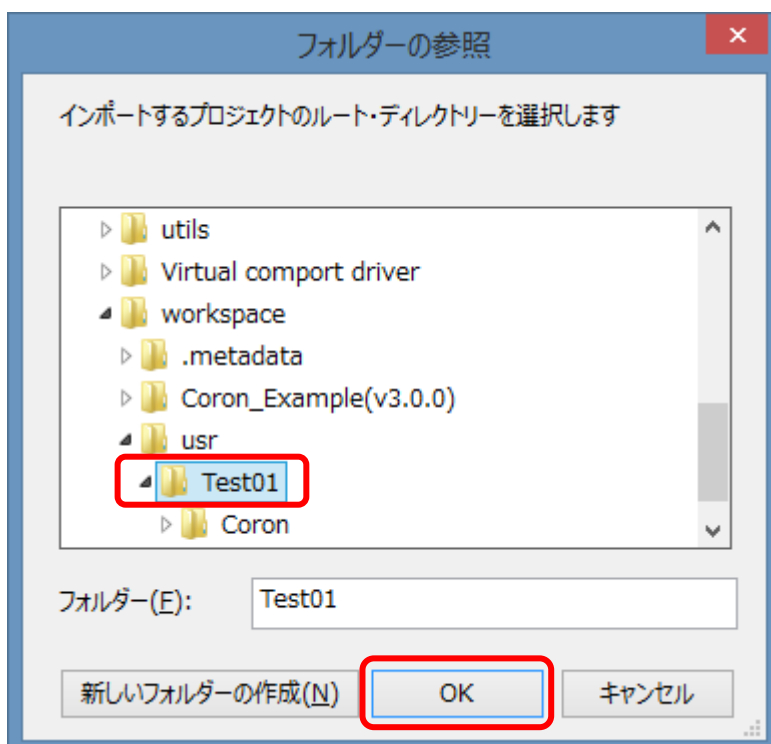 フォルダーの参照
インポートするプロジェクトのルート・ディレクトリーを選択します
utils
Virtual comport driver
workspace
.metadata
Coron_Example(v3.0.0)
usr
Test01
Coron
フォルダー(F): Test01
新しいフォルダーの作成(N) OK キャンセル